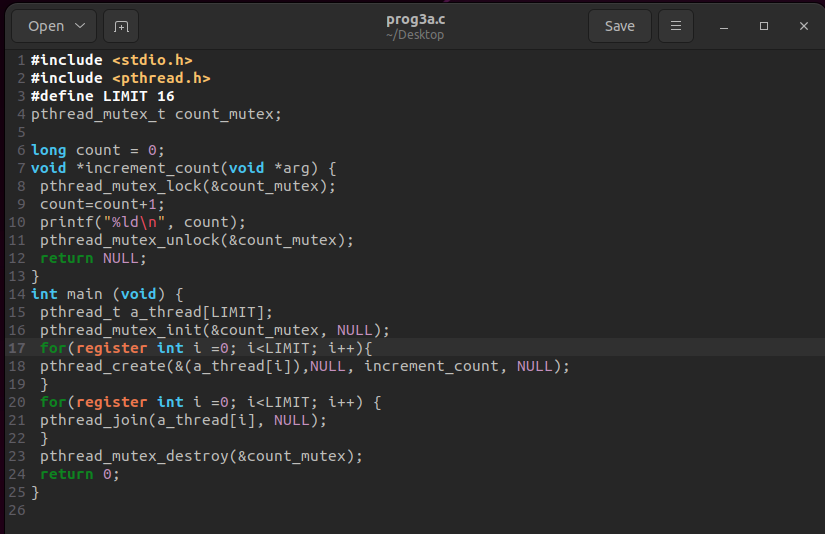 Open
prog3a.c
~/Desktop
Save
1 #include <stdio.h>
2 #include <pthread.h>
3 #define LIMIT 16
4 pthread_mutex_t count_mutex;
5
6 long count = 0;
7 void *increment_count(void *arg) {
8  pthread_mutex_lock(&count_mutex);
9  count=count+1;
10  printf("%ld\n", count);
11  pthread_mutex_unlock(&count_mutex);
12  return NULL;
13 }
14 int main (void) {
15  pthread_t a_thread[LIMIT];
16  pthread_mutex_init(&count_mutex, NULL);
17  for(register int i =0; i<LIMIT; i++){
18  pthread_create(&(a_thread[i]),NULL, increment_count, NULL);
19  }
20  for(register int i =0; i<LIMIT; i++) {
21  pthread_join(a_thread[i], NULL);
22  }
23  pthread_mutex_destroy(&count_mutex);
24  return 0;
25 }
26